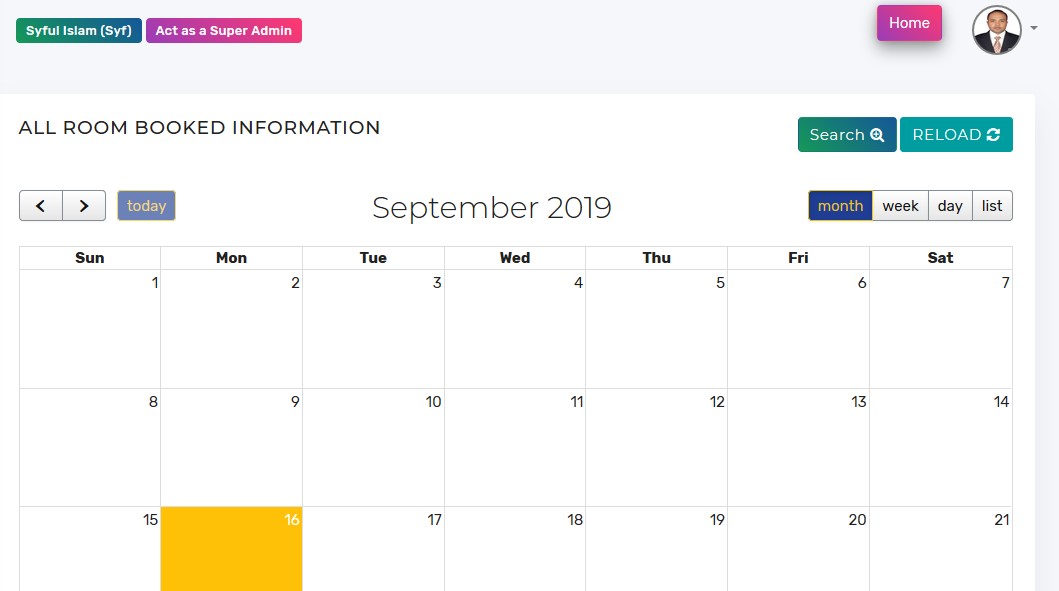 Syful Islam (Syf) Act as a Super Admin Home
ALL ROOM BOOKED INFORMATION Search RELOAD
today September 2019 month week day list
Sun Mon Tue Wed Thu Fri Sat
1 2 3 4 5 6 7
8 9 10 11 12 13 14
15 16 17 18 19 20 21